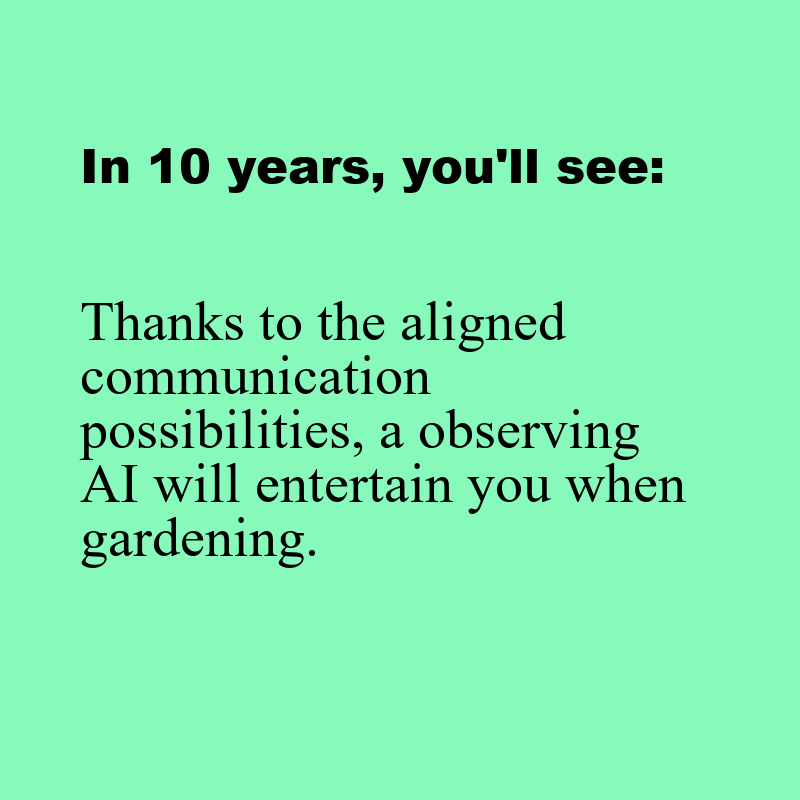 In 10 years, you'll see:
Thanks to the aligned
communication
possibilities, a observing
AI will entertain you when
gardening.